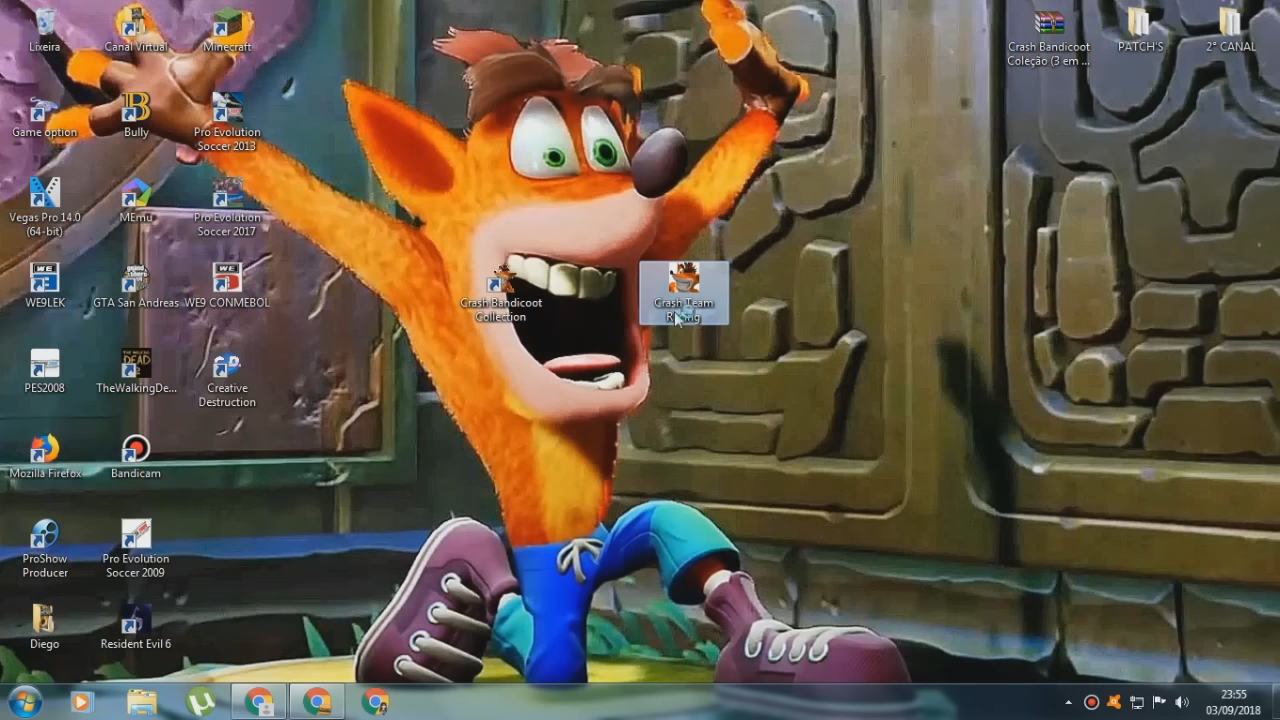 Lixeira
Canal Virtual
Minecraft
Crash Bandicoot
Coleção (3 em ...
PATCH'S
2° CANAL
Game option
Bully
Pro Evolution
Soccer 2013
Vegas Pro 14.0
(64-bit)
MEmu
Pro Evolution
Soccer 2017
WE9LEK
GTA San Andreas
WE9 CONMEBOL
Crash Bandicoot
Collection
Crash Team
PES2008
TheWalkingDe...
Creative
Destruction
Mozilla Firefox
Bandicam
ProShow
Producer
Pro Evolution
Soccer 2009
Diego
Resident Evil 6
23:55
03/09/2018